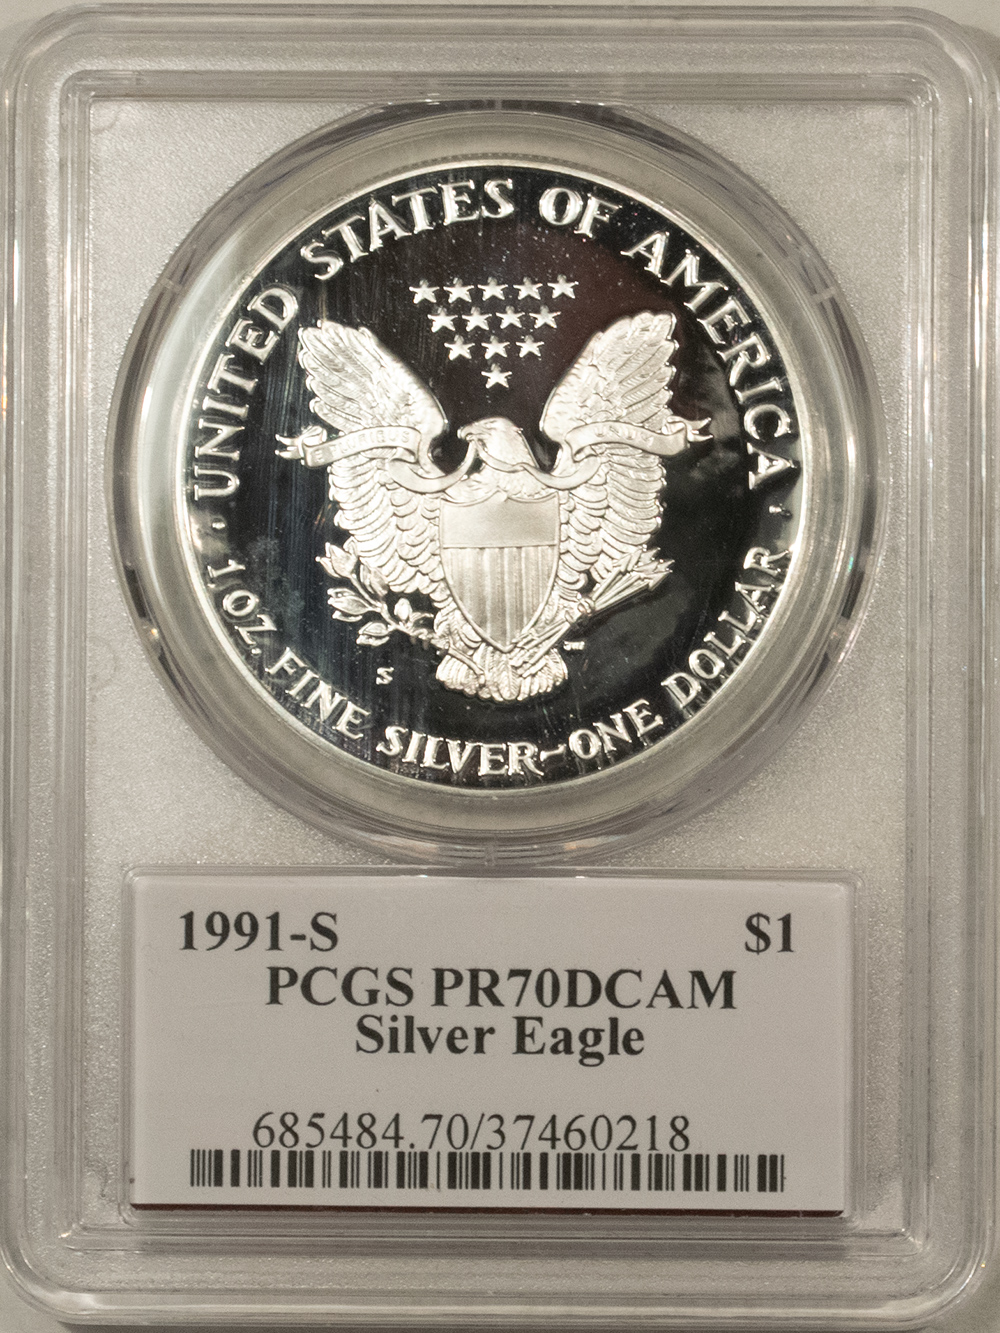 UNITED STATES OF AMERICA
S
1 OZ. FINE SILVER~ONE DOLLAR
1991-S $1
PCGS PR70DCAM
Silver Eagle
685484.70/37460218